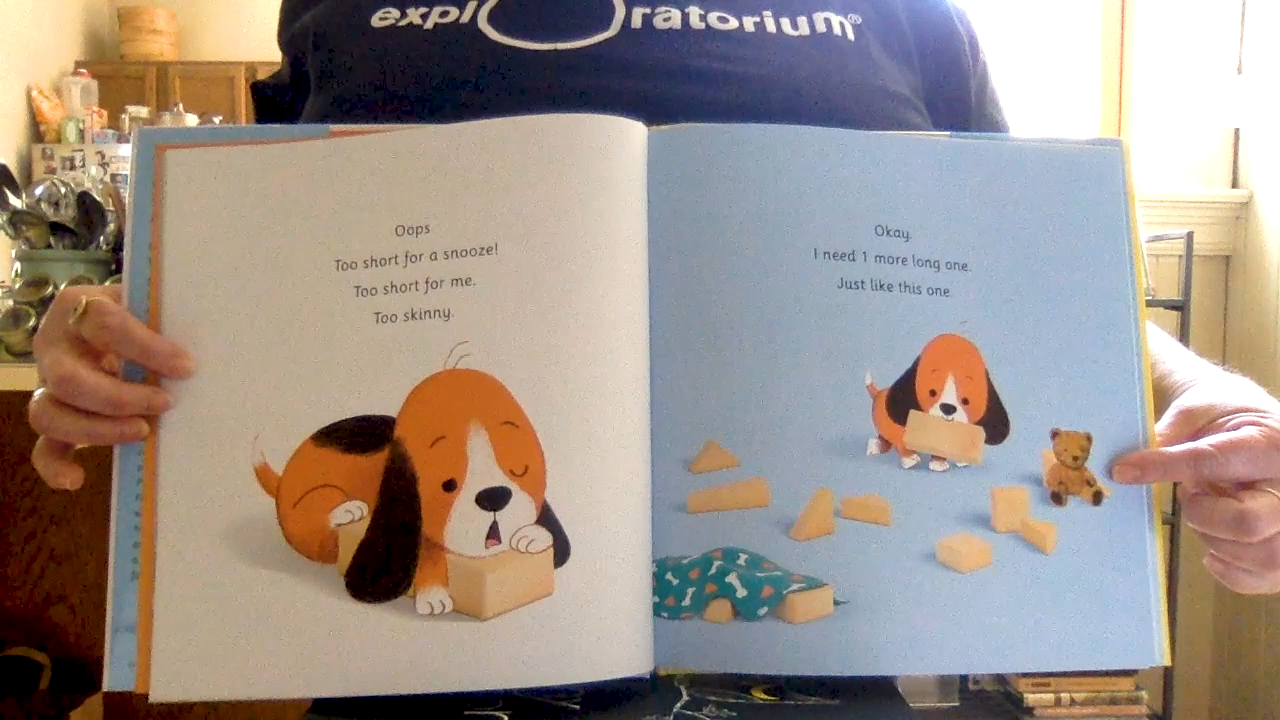 explOratorium®
Oops
Too short for a snooze!
Too short for me.
Too skinny.
Okay.
I need 1 more long one.
Just like this one.